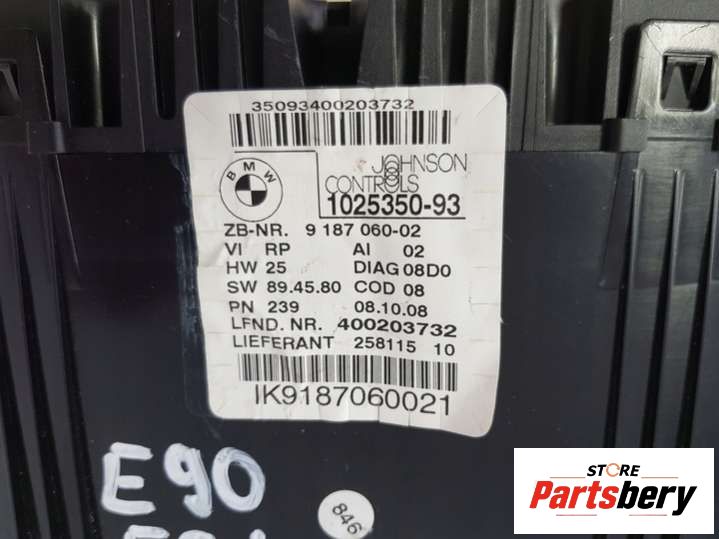 35093400203732
BMW
JOHNSON
CONTROLS
1025350-93
ZB-NR. 9 187 060-02
VI RP AI 02
HW 25 DIAG 08D0
SW 89.45.80 COD 08
PN 239 08.10.08
LFND. NR. 400203732
LIEFERANT 258115 10
IK9187060021
E90
846
STORE
Partsbery